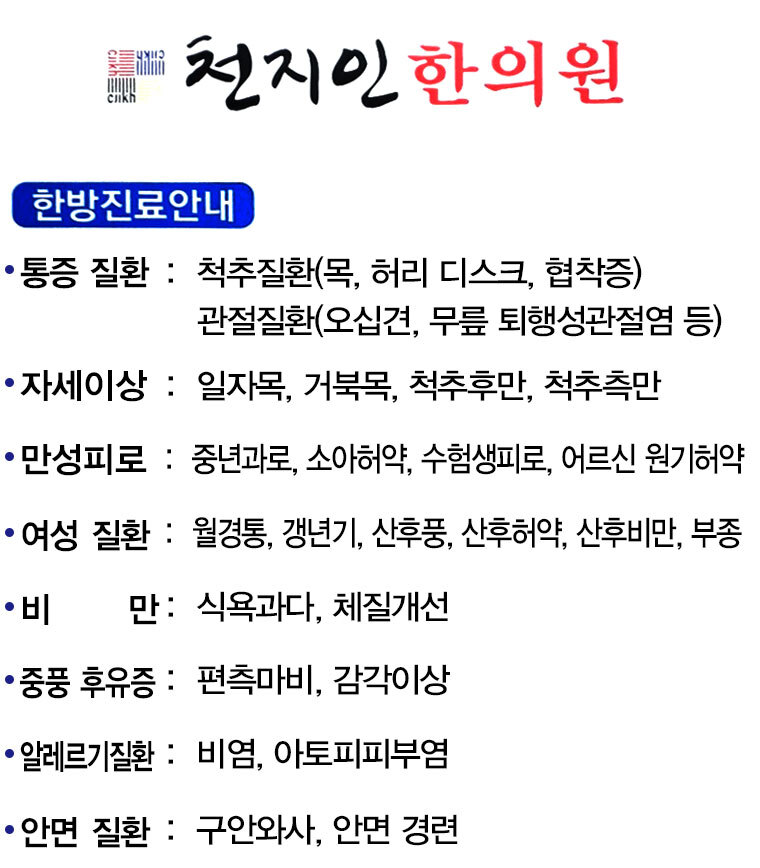 cjikh
천지인한의원
한방진료안내
• 통증 질환 : 척추질환(목, 허리 디스크, 협착증)
관절질환(오십견, 무릎 퇴행성관절염 등)
• 자세이상 : 일자목, 거북목, 척추후만, 척추측만
• 만성피로 : 중년과로, 소아허약, 수험생피로, 어르신 원기허약
• 여성 질환 : 월경통, 갱년기, 산후풍, 산후허약, 산후비만, 부종
• 비 만 : 식욕과다, 체질개선
• 중풍 후유증 : 편측마비, 감각이상
• 알레르기질환 : 비염, 아토피피부염
• 안면 질환 : 구안와사, 안면 경련